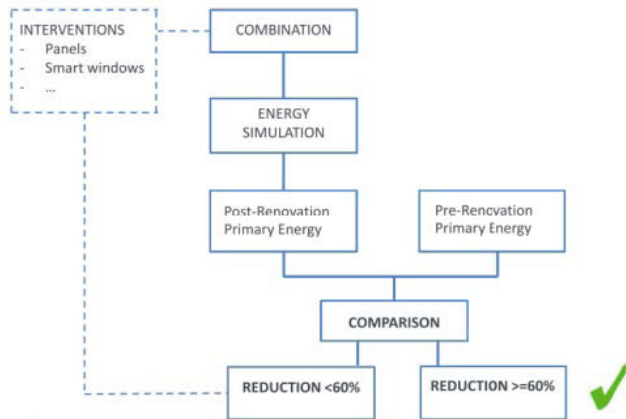 INTERVENTIONS
- Panels
- Smart windows
- ...
COMBINATION
ENERGY
SIMULATION
Post-Renovation
Primary Energy
Pre-Rencvation
Primary Energy
COMPARISON
REDUCTION <60%
REDUCTION >=60%